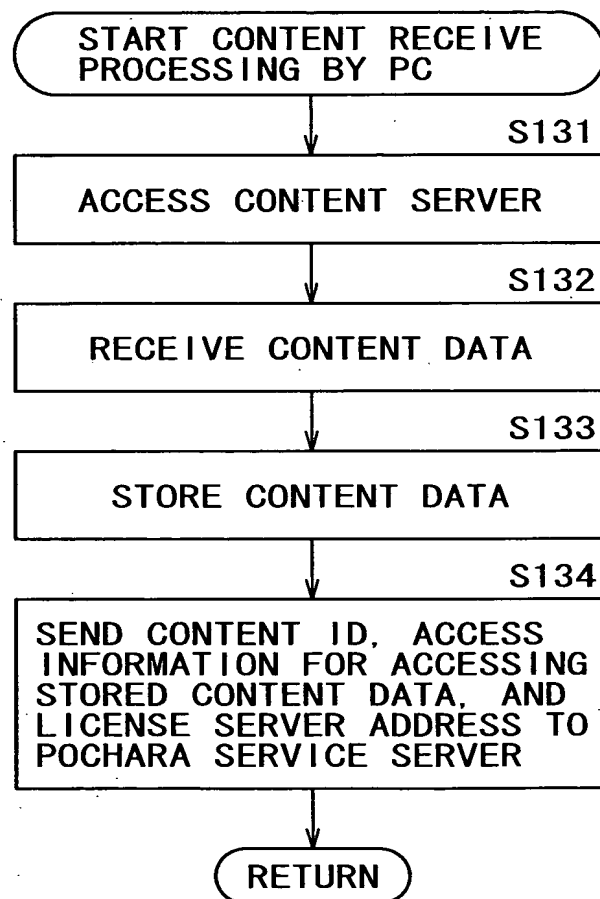 START CONTENT RECEIVE
PROCESSING BY PC
S131
ACCESS CONTENT SERVER
S132
RECEIVE CONTENT DATA
S133
STORE CONTENT DATA
S134
SEND CONTENT ID, ACCESS
INFORMATION FOR ACCESSING
STORED CONTENT DATA, AND
LICENSE SERVER ADDRESS TO
POCHARA SERVICE SERVER
RETURN